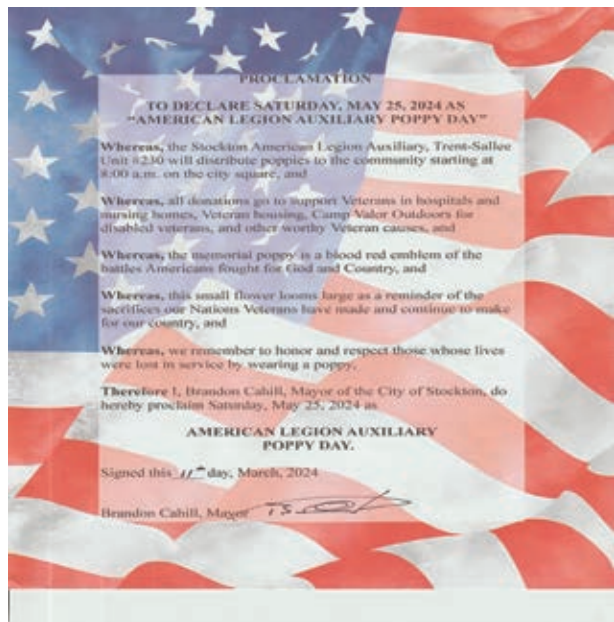 PROCLAMATION
TO DECLARE SATURDAY, MAY 25, 2024 AS
“AMERICAN LEGION AUXILIARY POPPY DAY”
Whereas, the Stockton American Legion Auxiliary, Trent-Sallee
Unit #230 will distribute poppies to the community starting at
8:00 a.m. on the city square, and
Whereas, all donations go to support Veterans in hospitals and
nursing homes, Veteran housing, Camp Valor Outdoors for
disabled veterans, and other worthy Veteran causes, and
Whereas, the memorial poppy is a blood red emblem of the
battles Americans fought for God and Country, and
Whereas, this small flower looms large as a reminder of the
sacrifices our Nations Veterans have made and continue to make
for our country, and
Whereas, we remember to honor and respect those whose lives
were lost in service by wearing a poppy,
Therefore I, Brandon Cahill, Mayor of the City of Stockton, do
hereby proclaim Saturday, May 25, 2024 as
AMERICAN LEGION AUXILIARY
POPPY DAY.
Signed this 11th day, March, 2024
Brandon Cahill, Mayor